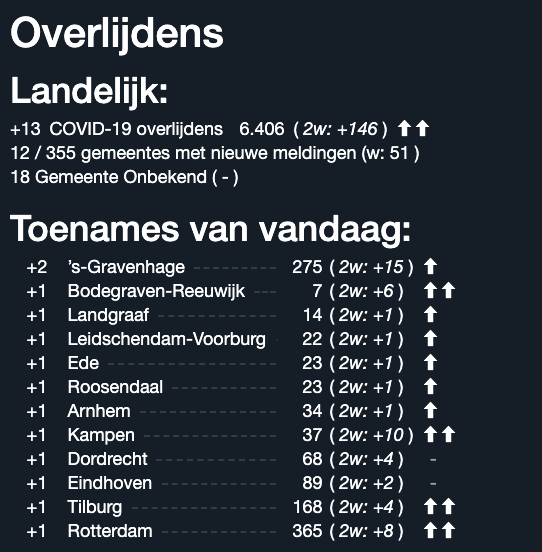 Overlijdens
Landelijk:
+13 COVID-19 overlijdens 6.406 (2w: +146) ⬆⬆
12 / 355 gemeentes met nieuwe meldingen (w: 51 )
18 Gemeente Onbekend ( - )
Toenames van vandaag:
+2 's-Gravenhage ---------- 275 (2w: +15) ⬆
+1 Bodegraven-Reeuwijk --- 7 (2w: +6) ⬆⬆
+1 Landgraaf ------------- 14 (2w: +1) ⬆
+1 Leidschendam-Voorburg - 22 (2w: +1) ⬆
+1 Ede -------------------- 23 (2w: +1) ⬆
+1 Roosendaal ------------ 23 (2w: +1) ⬆
+1 Arnhem ---------------- 34 (2w: +1) ⬆
+1 Kampen --------------- 37 (2w: +10) ⬆⬆
+1 Dordrecht ------------- 68 (2w: +4) -
+1 Eindhoven ------------- 89 (2w: +2) -
+1 Tilburg ---------------- 168 (2w: +4) ⬆⬆
+1 Rotterdam ------------- 365 (2w: +8) ⬆⬆